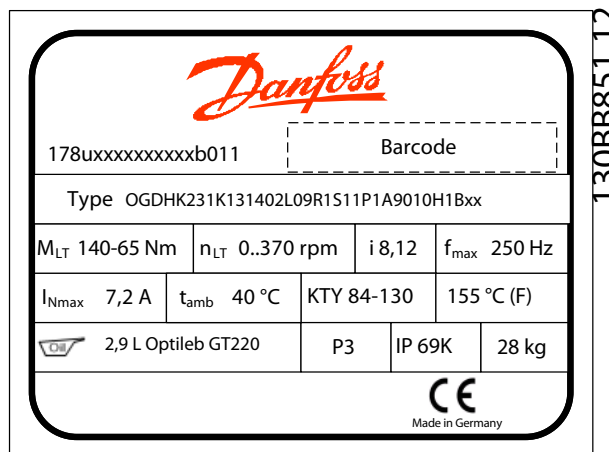 Danfoss
178uxxxxxxxxxxb011 Barcode
Type OGDHK231K131402L09R1S11P1A9010H1Bxx
MLT 140-65 Nm nLT 0..370 rpm i 8,12 fmax 250 Hz
INmax 7,2 A tamb 40 °C KTY 84-130 155 °C (F)
Oil 2,9 L Optileb GT220 P3 IP 69K 28 kg
CE
Made in Germany
130BB851.12